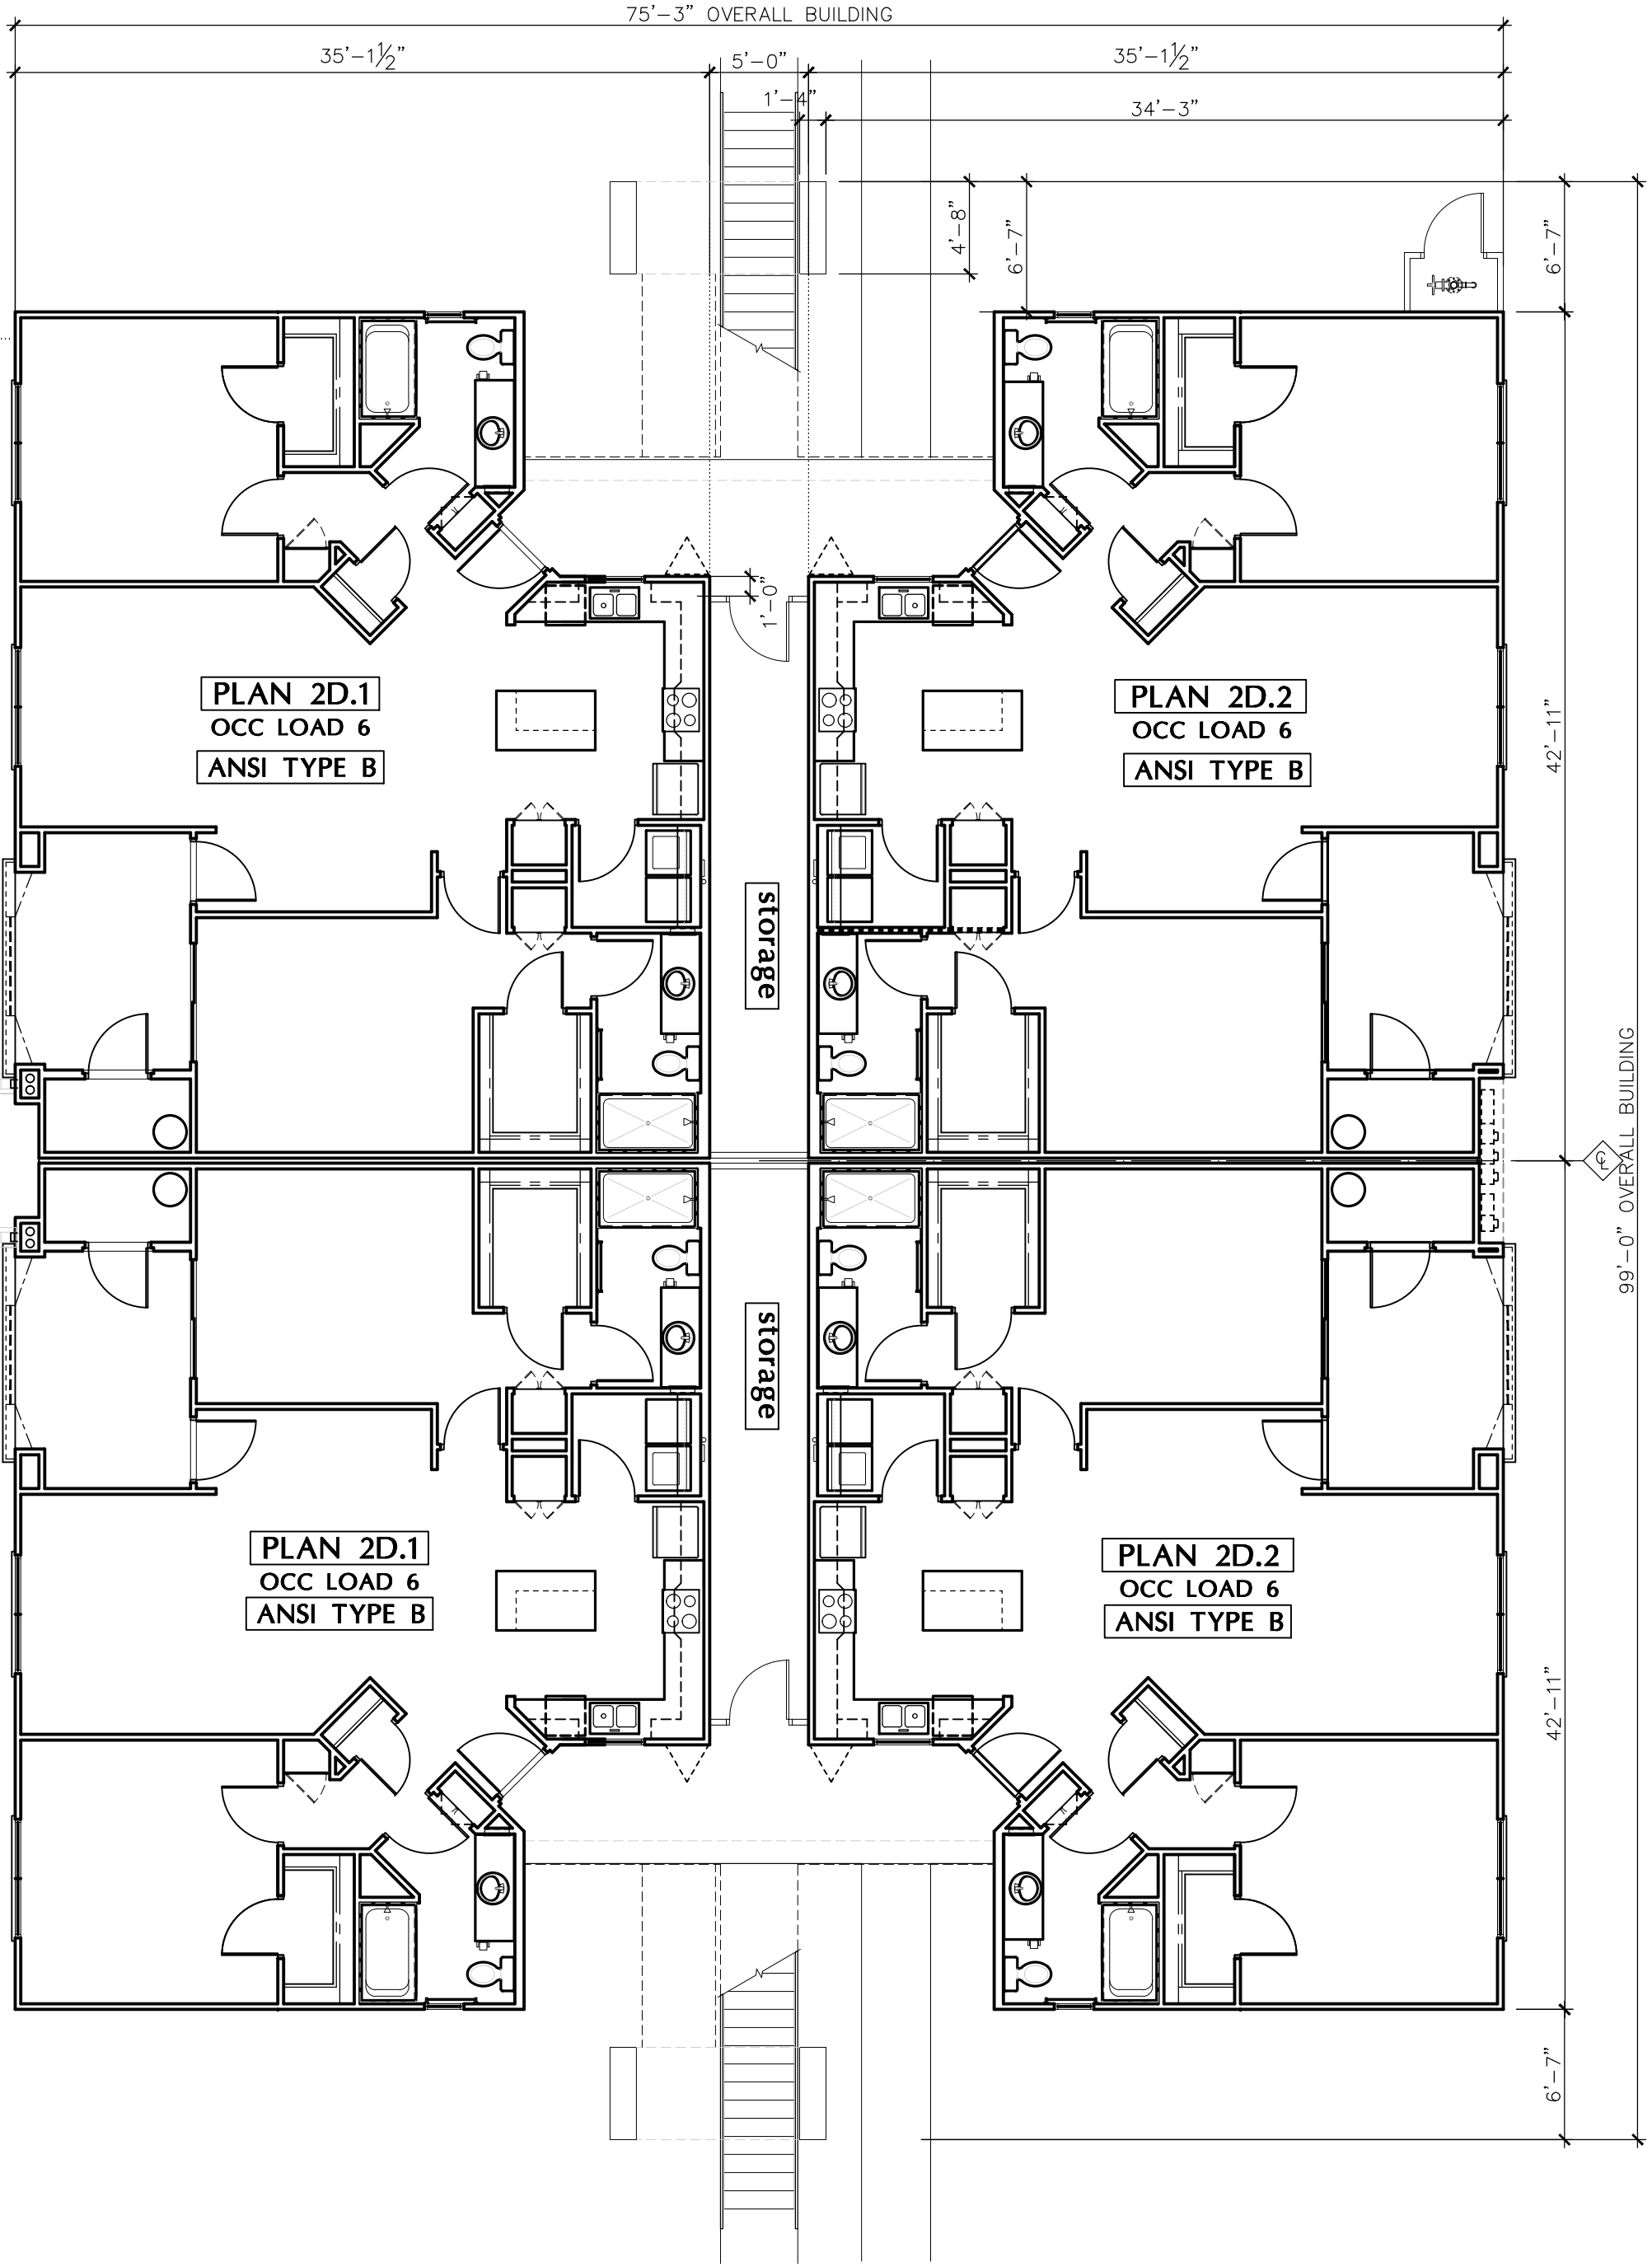 75'-3" OVERALL BUILDING
35'-1½"
5'-0"
35'-1½"
1'-4"
34'-3"
4'-8"
6'-7"
6'-7"
1'-0"
PLAN 2D.1
OCC LOAD 6
ANSI TYPE B
PLAN 2D.2
OCC LOAD 6
ANSI TYPE B
42'-11"
storage
99'-0" OVERALL BUILDING
℄
storage
PLAN 2D.1
OCC LOAD 6
ANSI TYPE B
PLAN 2D.2
OCC LOAD 6
ANSI TYPE B
42'-11"
6'-7"